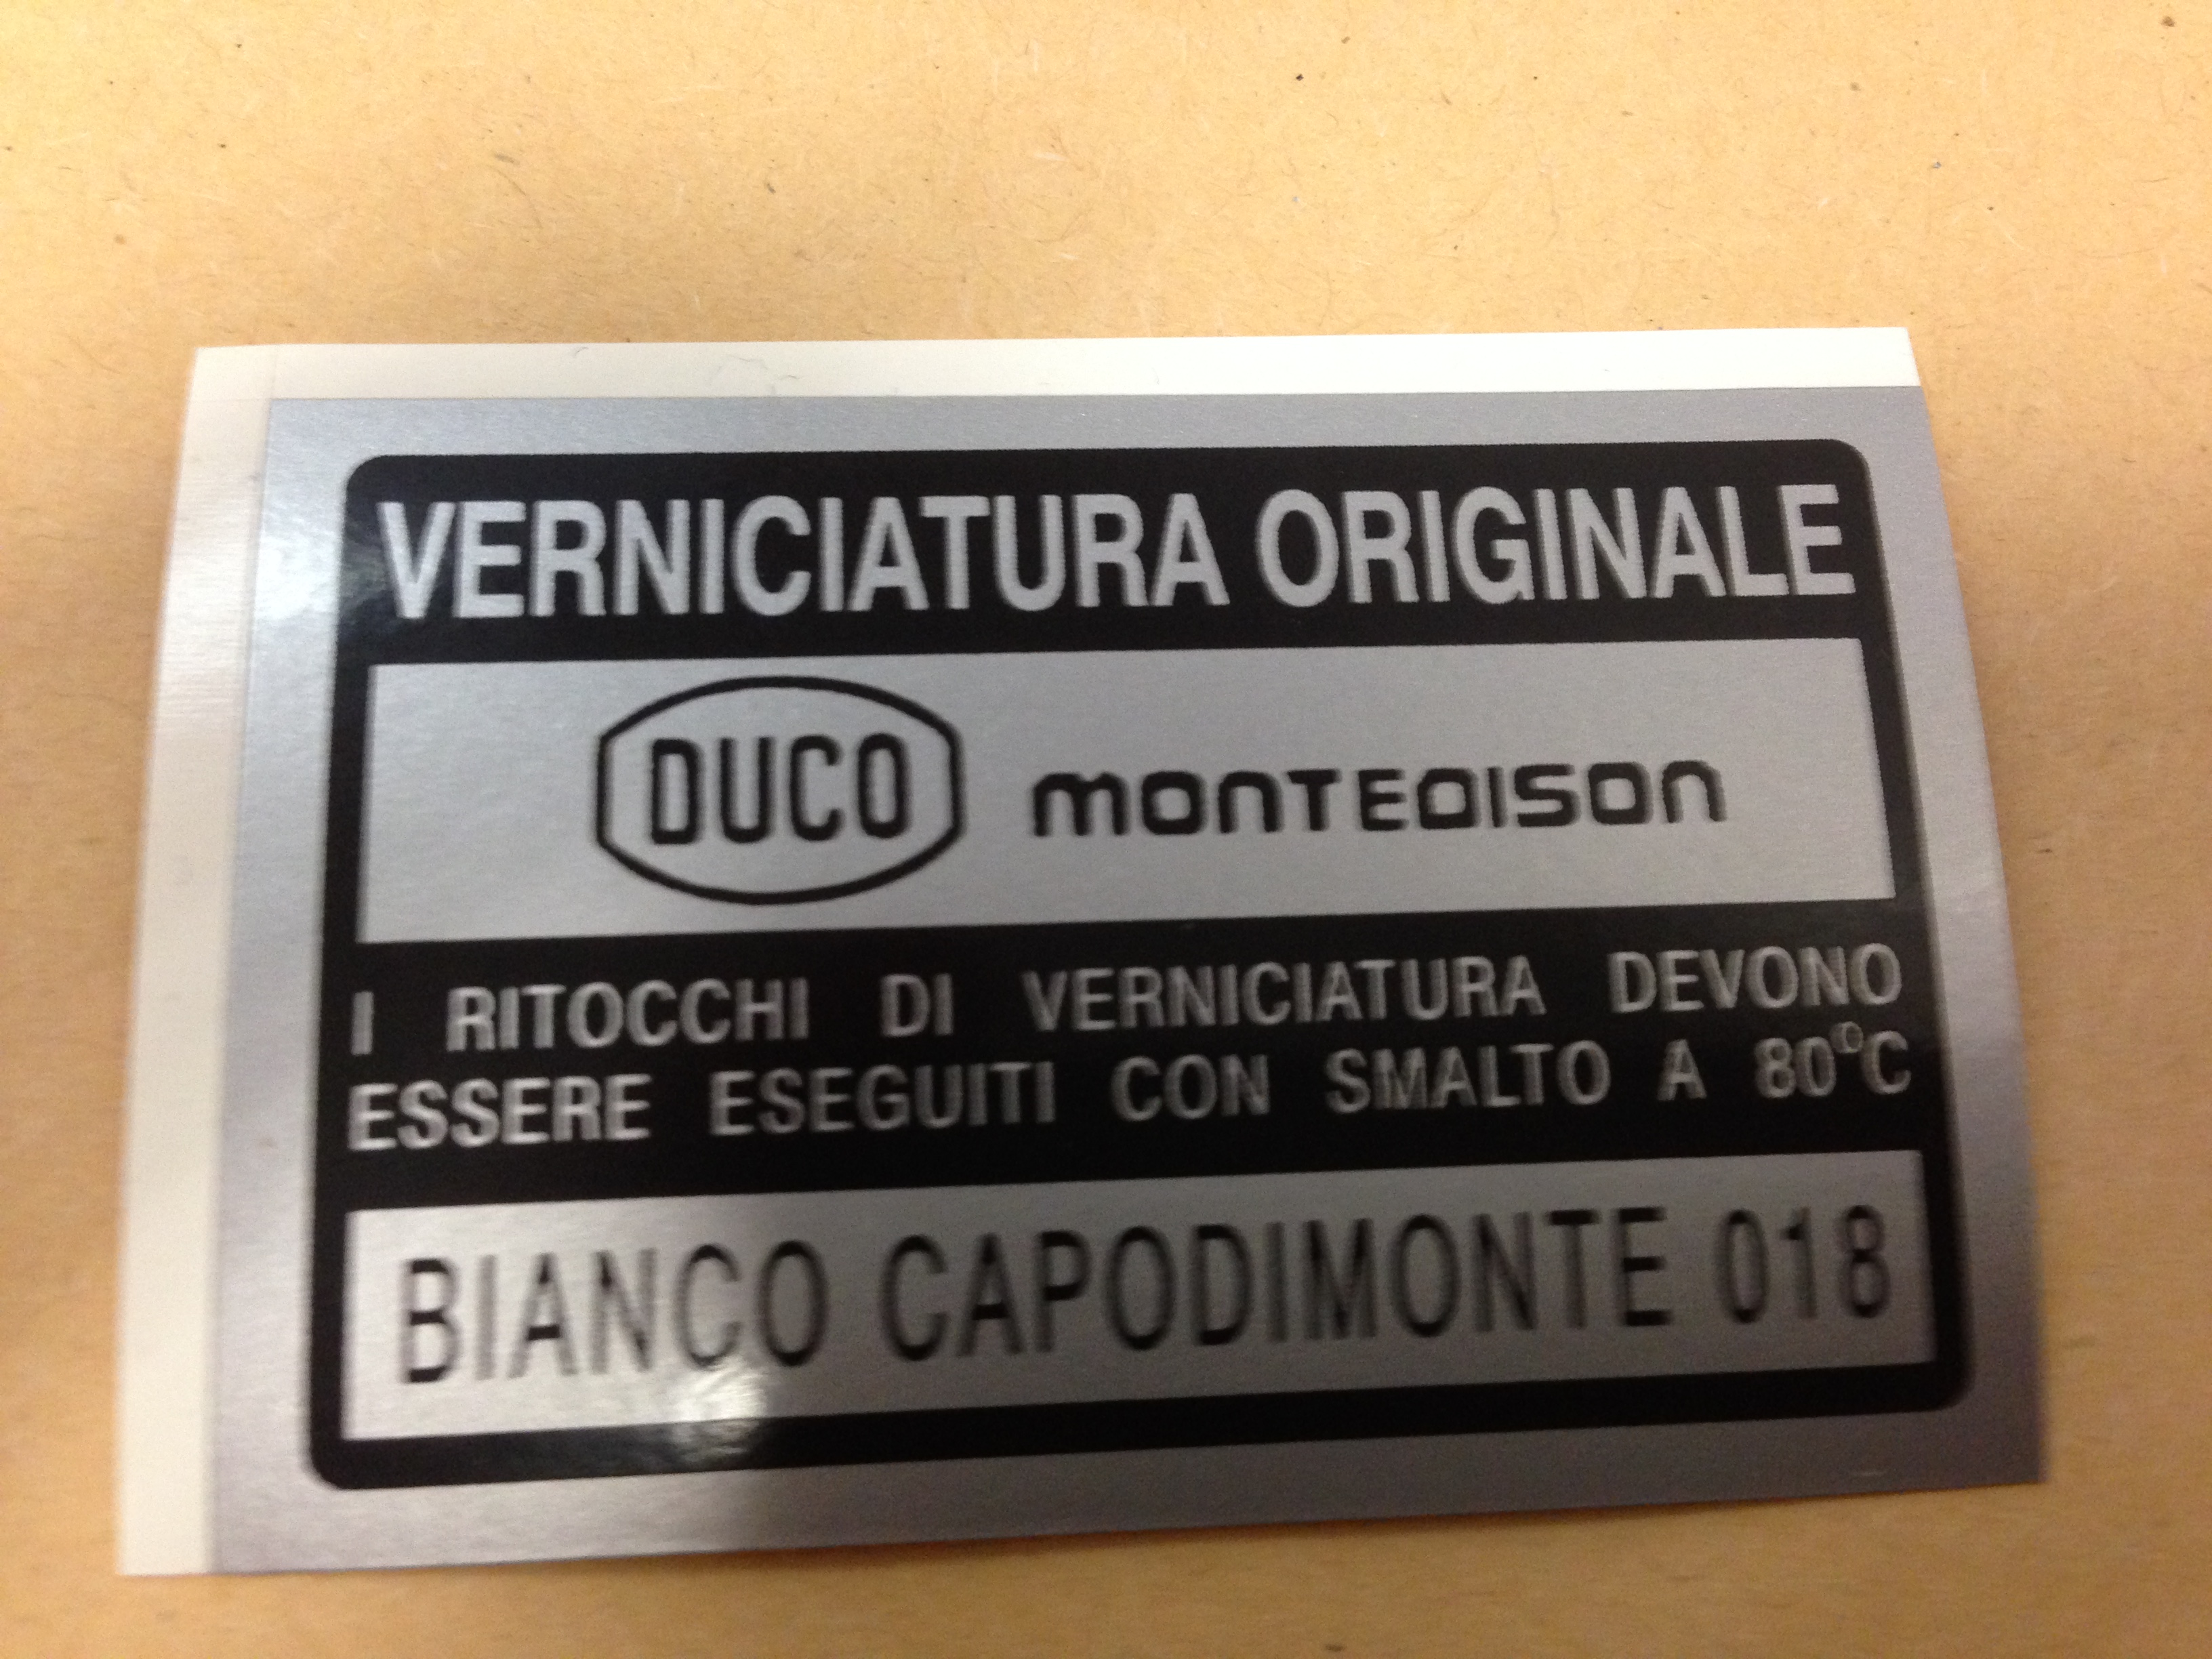 VERNICIATURA ORIGINALE
DUCO MONTEDISON
I RITOCCHI DI VERNICIATURA DEVONO
ESSERE ESEGUITI CON SMALTO A 80°C
BIANCO CAPODIMONTE 018